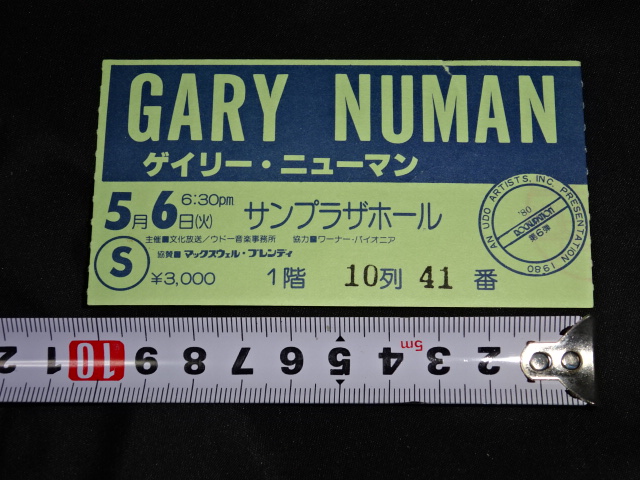 GARY NUMAN
ゲイリー・ニューマン
5月6日(火) 6:30pm サンプラザホール
主催■文化放送/ウドー音楽事務所 協力■ワーナー・パイオニア
協賛■マックスウェル・ブレンディ
S ¥3,000 1階 10列 41番
AN UDO ARTISTS, INC. PRESENTATION 1980
'80
ROCKUPATION
第6弾
2 1 10 9 8 7 6 5 4 3 2
5m